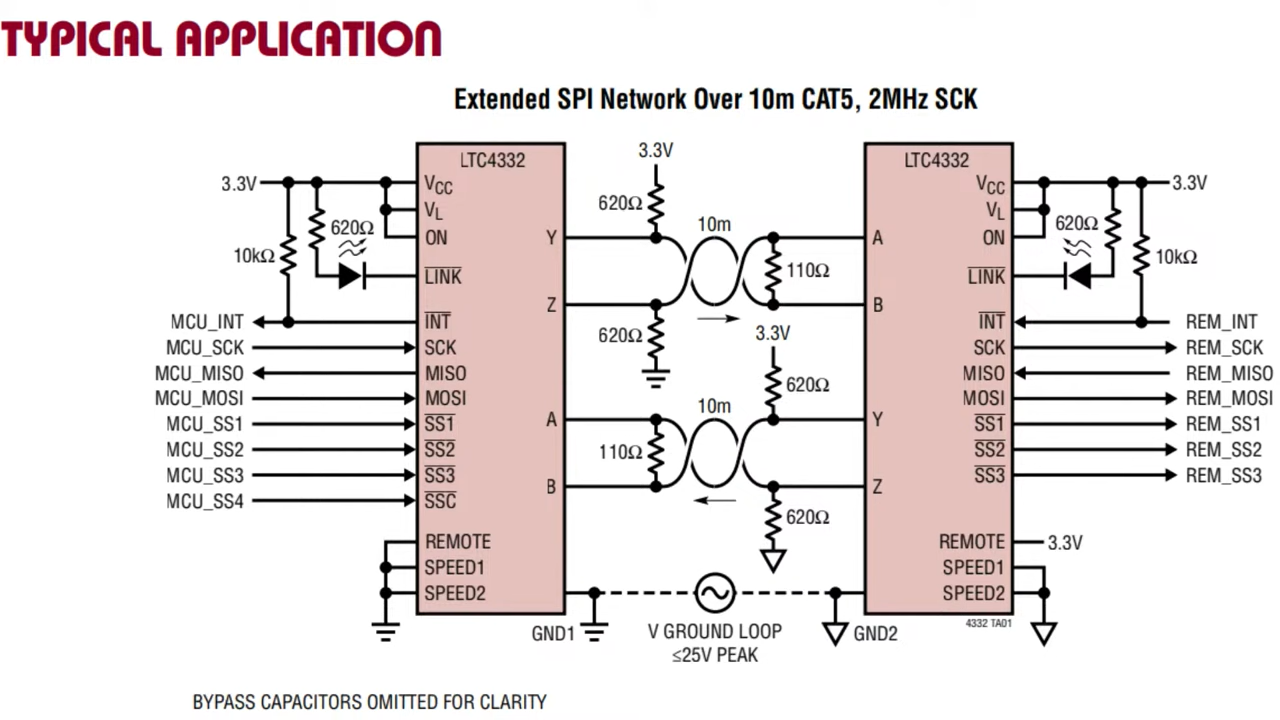 TYPICAL APPLICATION
Extended SPI Network Over 10m CAT5, 2MHz SCK
LTC4332
3.3V
VCC
VL
ON
LINK
INT
SCK
MISO
MOSI
SS1
SS2
SS3
SSC
REMOTE
SPEED1
SPEED2
620Ω
10kΩ
MCU_INT
MCU_SCK
MCU_MISO
MCU_MOSI
MCU_SS1
MCU_SS2
MCU_SS3
MCU_SS4
Y
Z
A
B
GND1
3.3V
620Ω
10m
110Ω
620Ω
3.3V
620Ω
10m
110Ω
620Ω
V GROUND LOOP
≤25V PEAK
LTC4332
A
B
Y
Z
GND2
VCC
VL
ON
LINK
INT
SCK
MISO
MOSI
SS1
SS2
SS3
REMOTE
SPEED1
SPEED2
3.3V
620Ω
10kΩ
REM_INT
REM_SCK
REM_MISO
REM_MOSI
REM_SS1
REM_SS2
REM_SS3
3.3V
4332 TA01
BYPASS CAPACITORS OMITTED FOR CLARITY